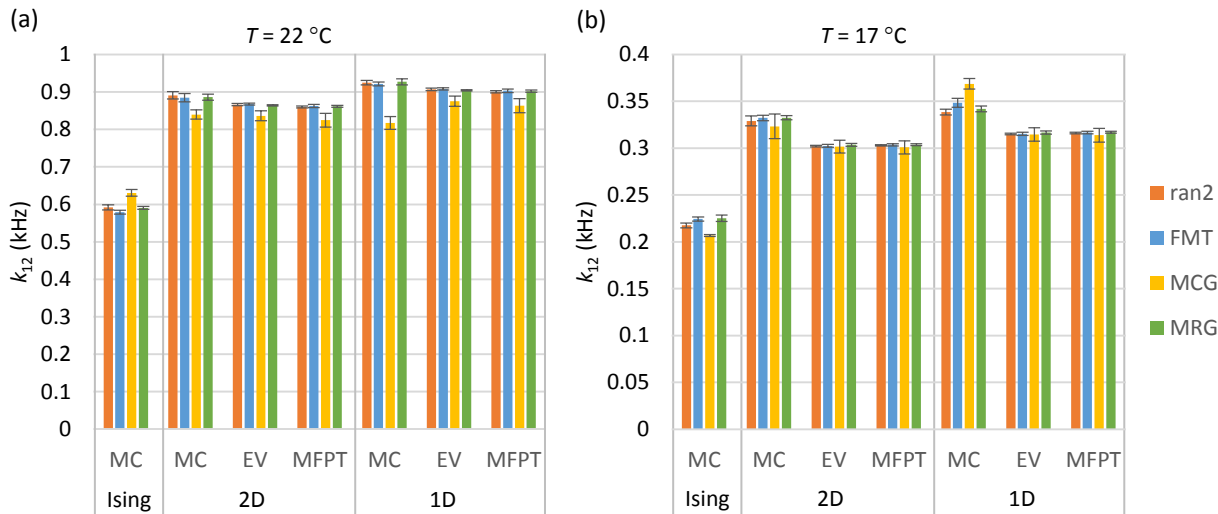 (a)
T = 22 °C
k12 (kHz)
1
0.9
0.8
0.7
0.6
0.5
0.4
0.3
0.2
0.1
0
MC MC EV MFPT MC EV MFPT
Ising 2D 1D
(b)
T = 17 °C
k12 (kHz)
0.4
0.35
0.3
0.25
0.2
0.15
0.1
0.05
0
MC MC EV MFPT MC EV MFPT
Ising 2D 1D
ran2
FMT
MCG
MRG